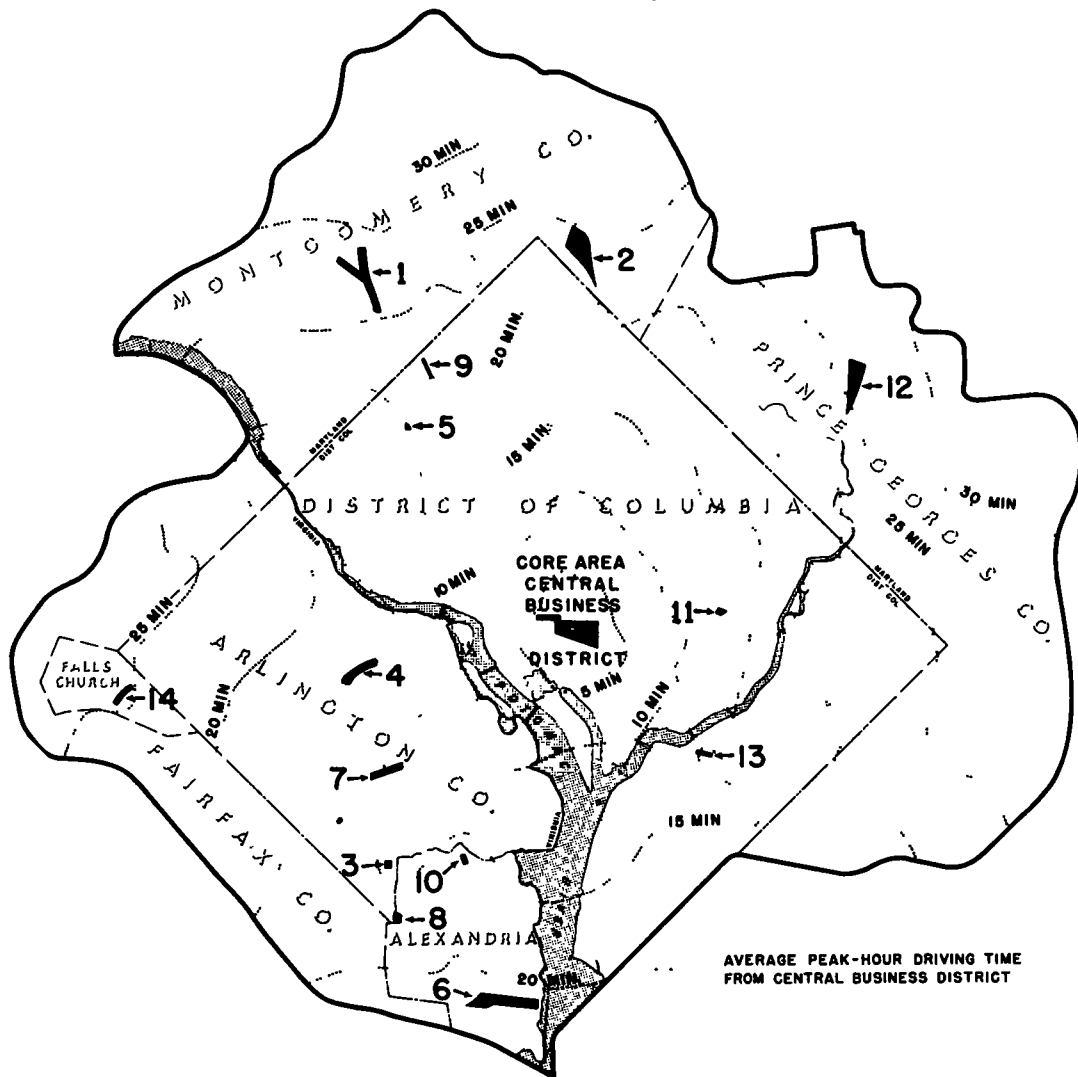 30 MIN
MONTGOMERY CO.
25 MIN
1
2
20 MIN.
9
PRINCE GEORGES CO.
12
5
MARYLAND
DIST COL
15 MIN.
DISTRICT OF COLUMBIA
30 MIN
25 MIN
VIRGINIA
CORE AREA
CENTRAL
BUSINESS
DISTRICT
10 MIN
MARYLAND
DIST COL
11
25 MIN
ARLINGTON CO.
FALLS
CHURCH
14
4
20 MIN
5 MIN
10 MIN
13
7
FAIRFAX CO.
15 MIN
VIRGINIA
3
10
8
ALEXANDRIA
6
20 MIN.
AVERAGE PEAK-HOUR DRIVING TIME
FROM CENTRAL BUSINESS DISTRICT